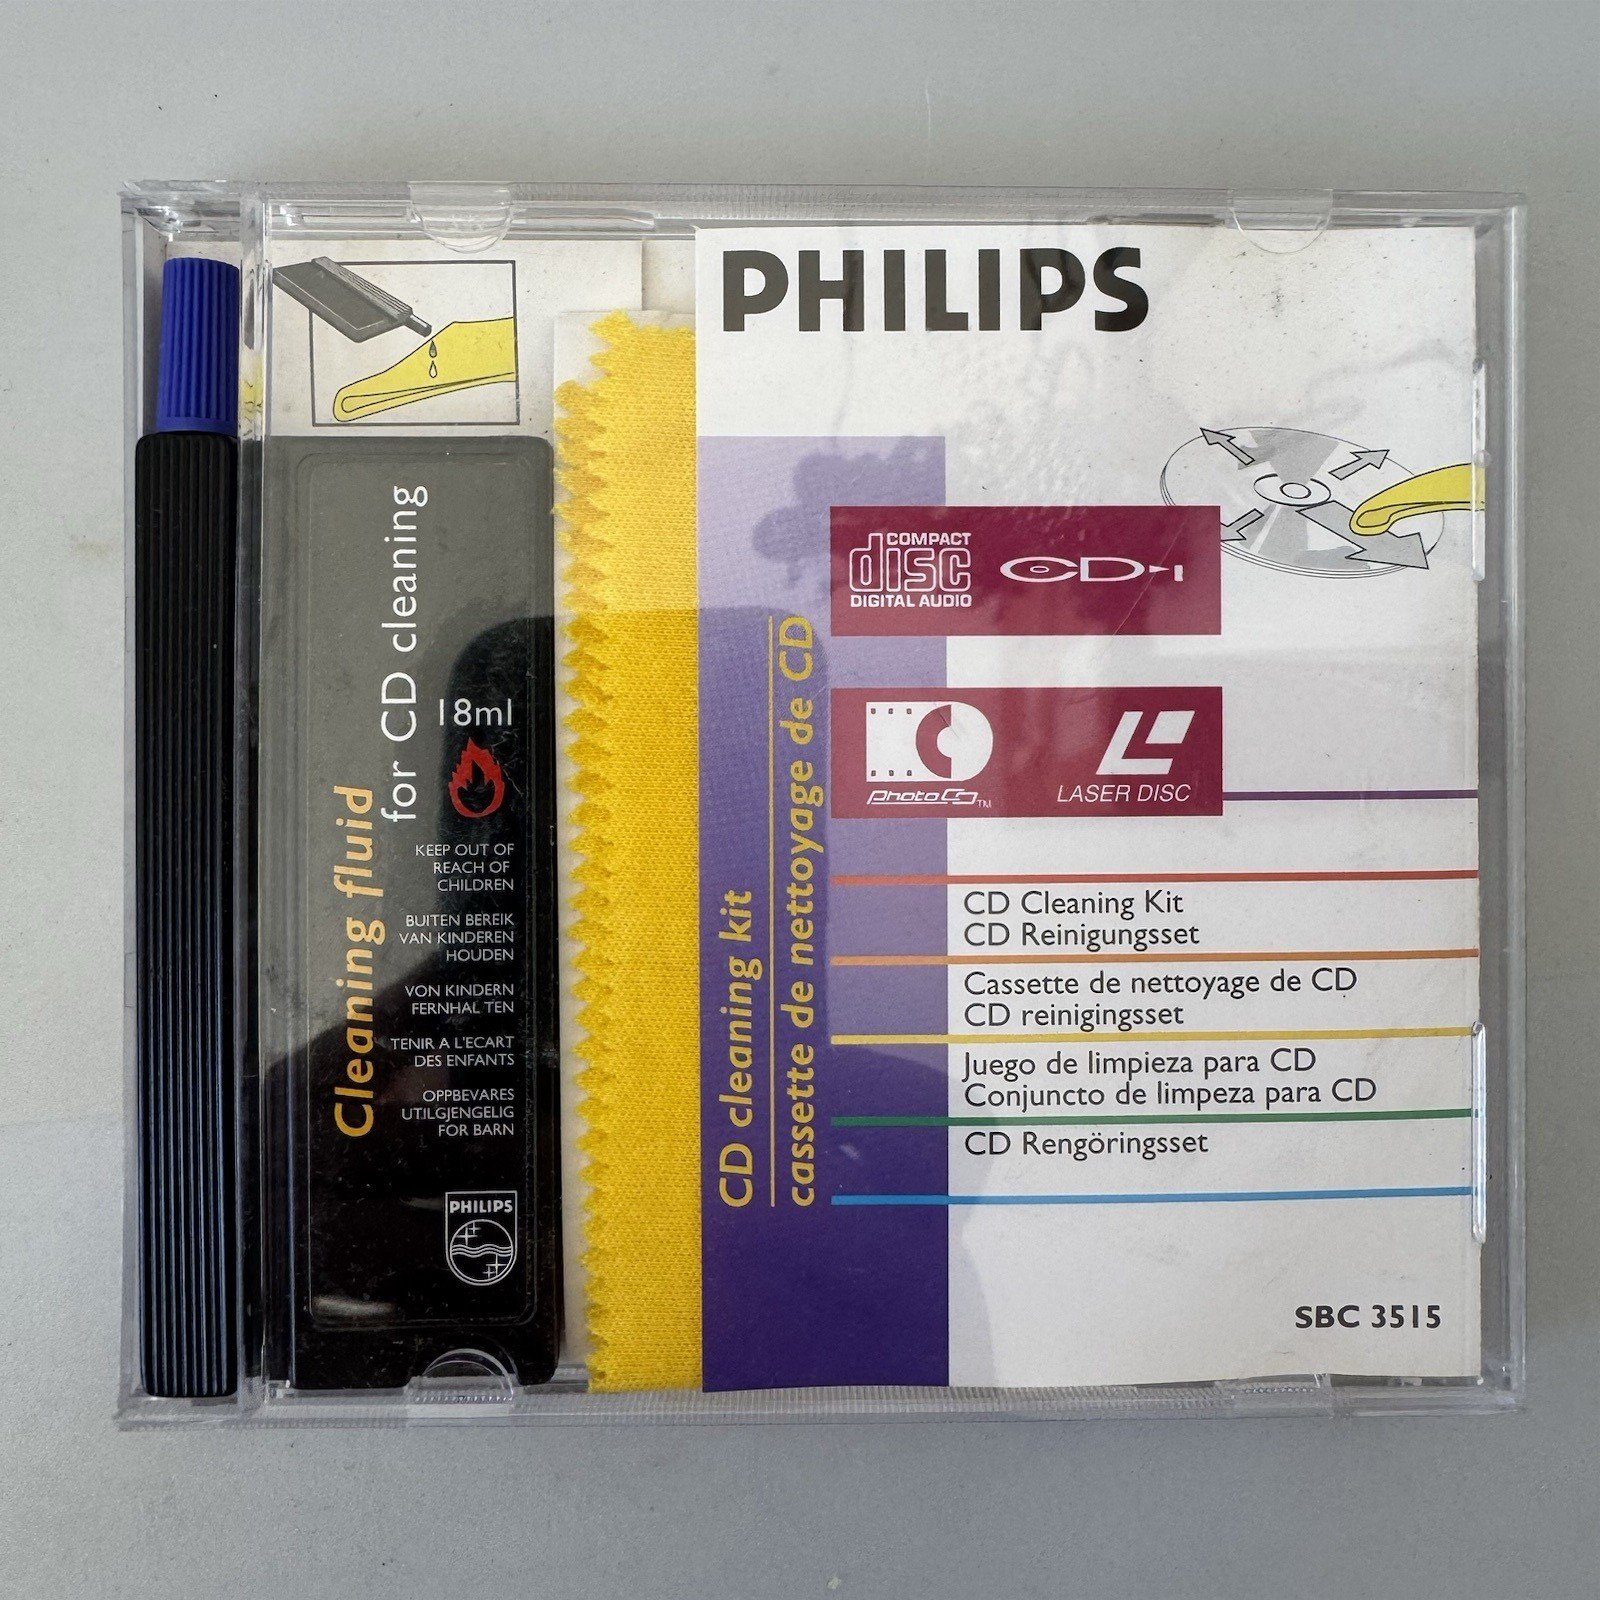 Cleaning fluid
for CD cleaning
18ml
KEEP OUT OF
REACH OF
CHILDREN
BUITEN BEREIK
VAN KINDEREN
HOUDEN
VON KINDERN
FERNHAL TEN
TENIR A L'ECART
DES ENFANTS
OPPBEVARES
UTILGJENGELIG
FOR BARN
PHILIPS
PHILIPS
CD cleaning kit
cassette de nettoyage de CD
COMPACT
disc
DIGITAL AUDIO
CD-I
Photo CD TM
LASER DISC
CD Cleaning Kit
CD Reinigungsset
Cassette de nettoyage de CD
CD reinigingsset
Juego de limpieza para CD
Conjuncto de limpeza para CD
CD Rengöringsset
SBC 3515